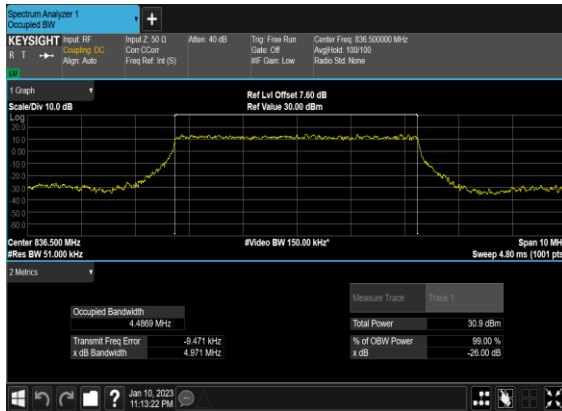 Spectrum Analyzer 1
Occupied BW
KEYSIGHT
R T
LXI
Input: RF
Coupling: DC
Align: Auto
Input Z: 50 Ω
Corr CCorr
Freq Ref: Int (S)
Atten: 40 dB
Trig: Free Run
Gate: Off
#IF Gain: Low
Center Freq: 836.500000 MHz
Avg|Hold: 100/100
Radio Std: None
1 Graph
Scale/Div 10.0 dB
Ref Lvl Offset 7.60 dB
Ref Value 30.00 dBm
Log
20.0
10.0
0.00
-10.0
-20.0
-30.0
-40.0
-50.0
-60.0
Center 836.500 MHz
#Res BW 51.000 kHz
#Video BW 150.00 kHz*
Span 10 MH
Sweep 4.80 ms (1001 pts
2 Metrics
Measure Trace Trace 1
Occupied Bandwidth
4.4869 MHz
Total Power 30.9 dBm
Transmit Freq Error -9.471 kHz
% of OBW Power 99.00 %
x dB Bandwidth 4.971 MHz
x dB -26.00 dB
Jan 10, 2023
11:13:22 PM